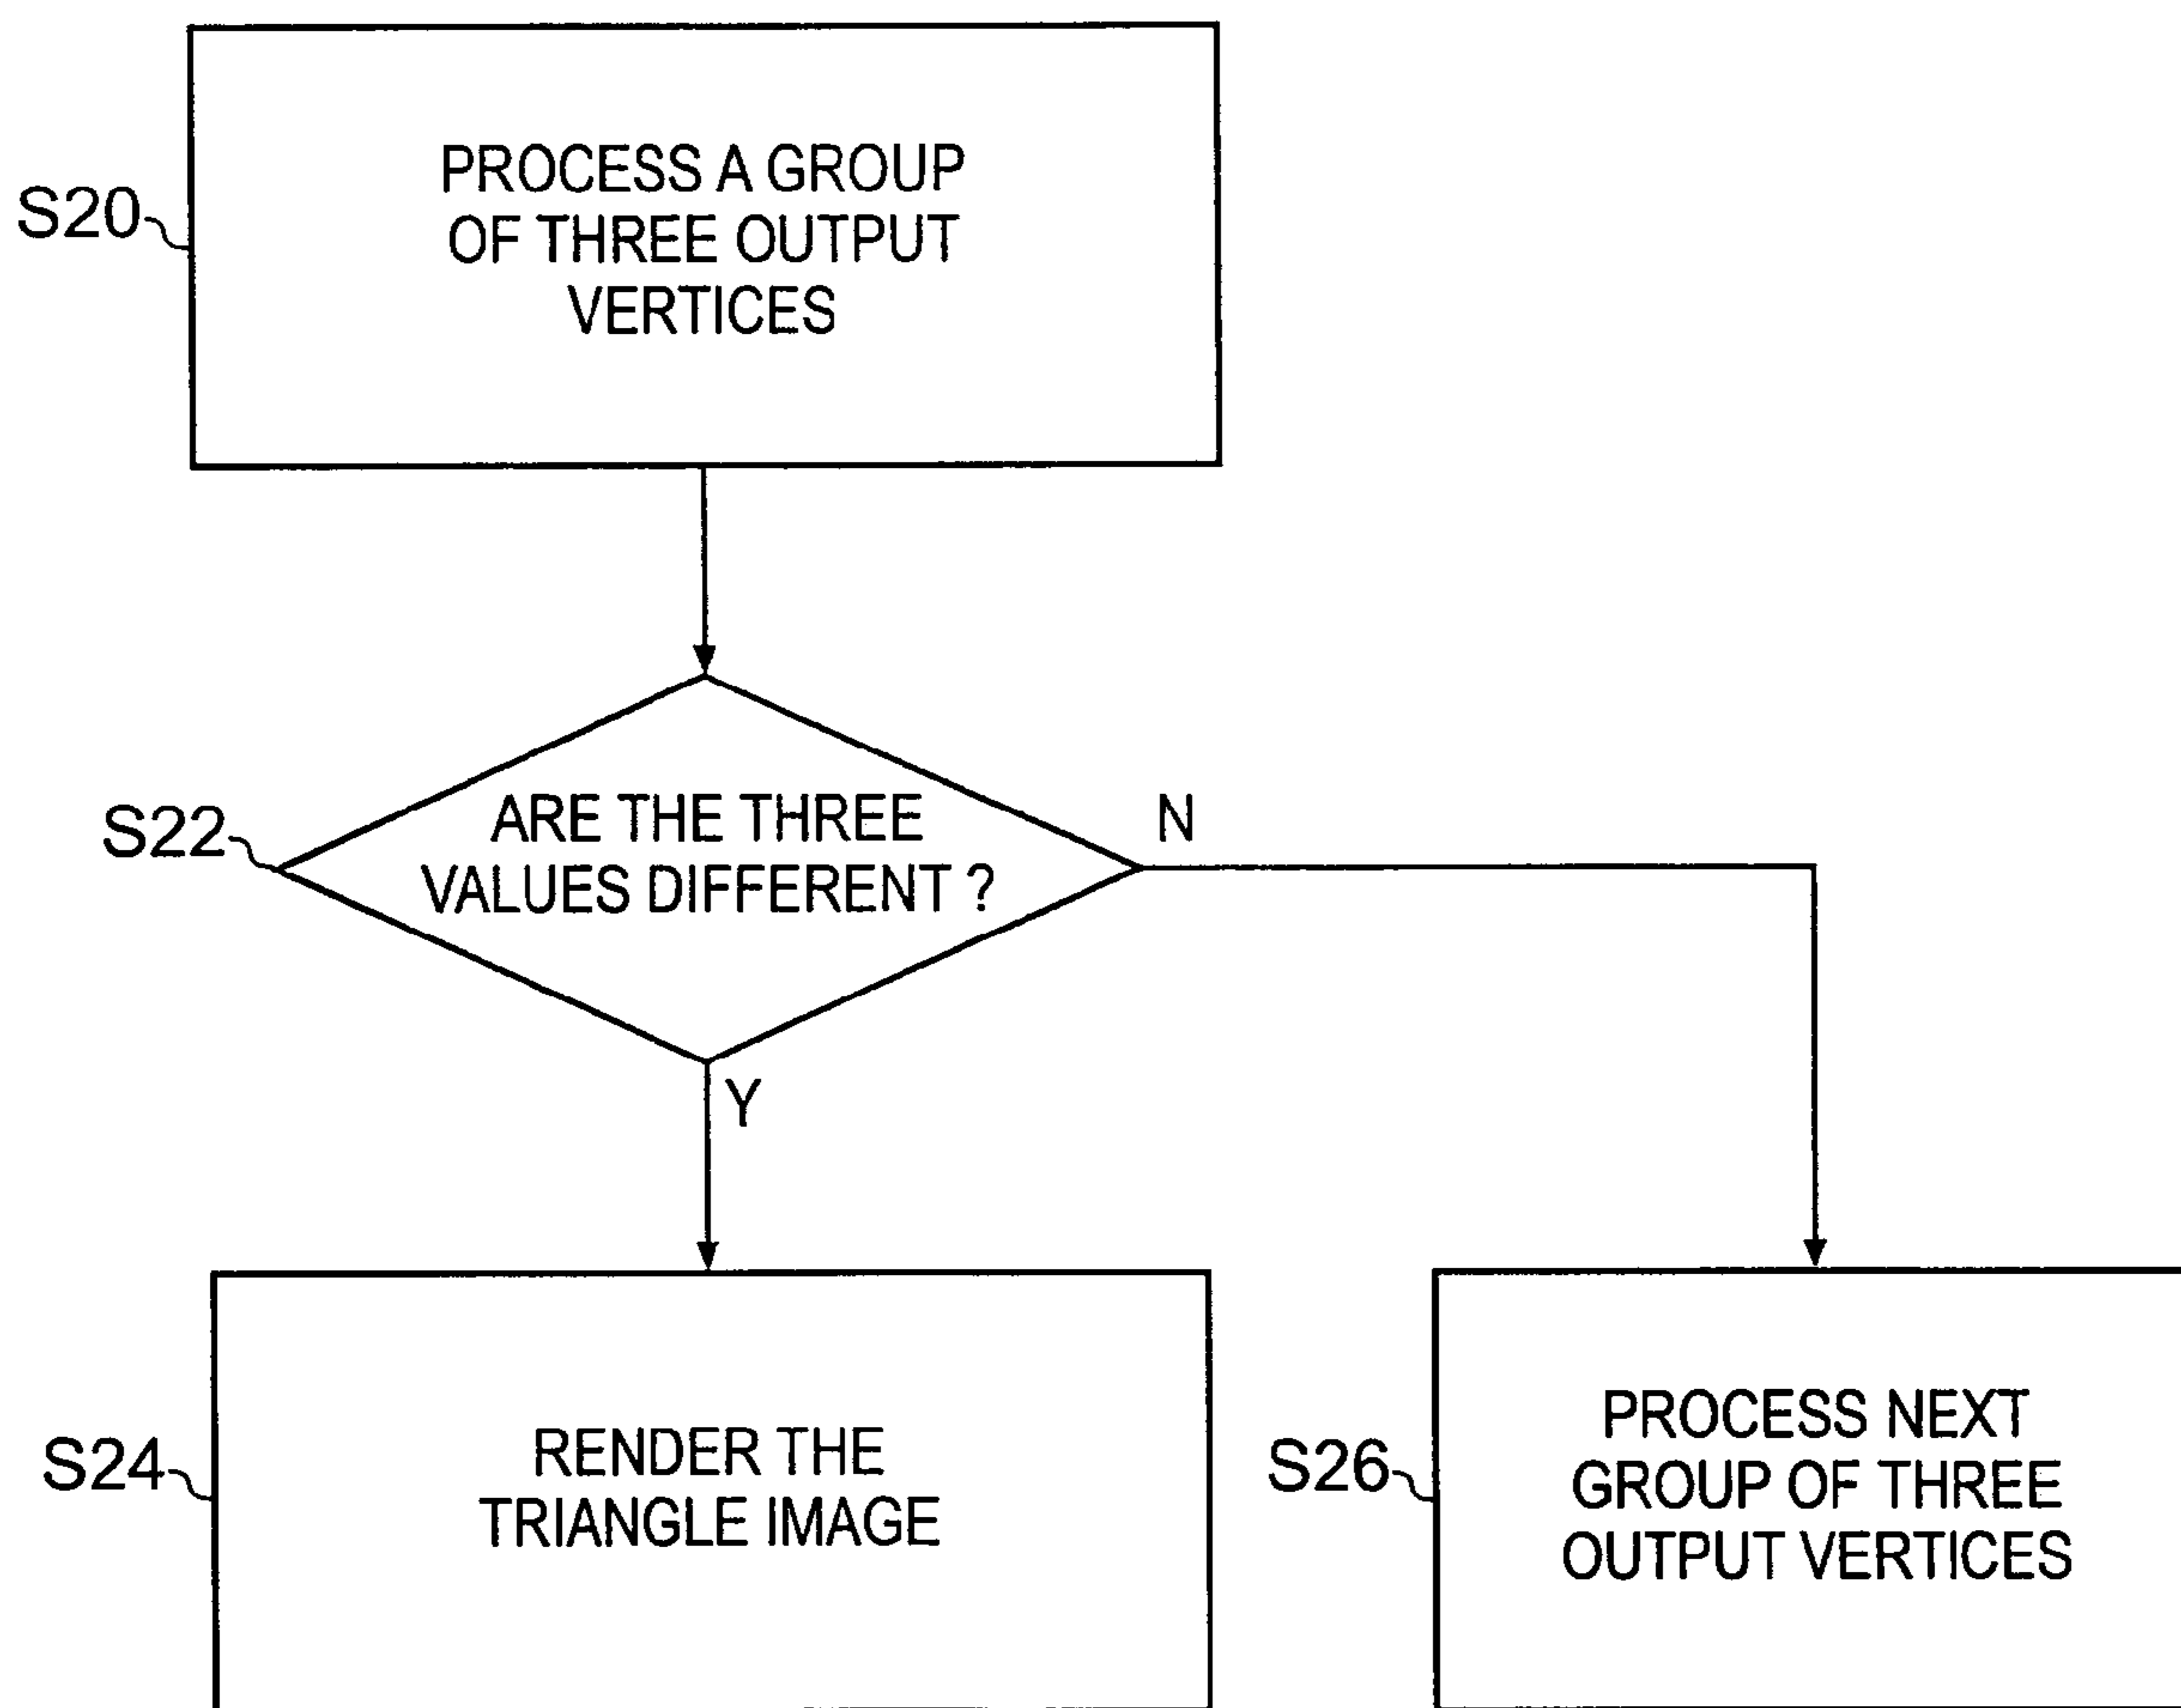 PROCESS A GROUP
OF THREE OUTPUT
VERTICES
S20
ARE THE THREE
VALUES DIFFERENT ?
S22
N
Y
RENDER THE
TRIANGLE IMAGE
S24
PROCESS NEXT
GROUP OF THREE
OUTPUT VERTICES
S26